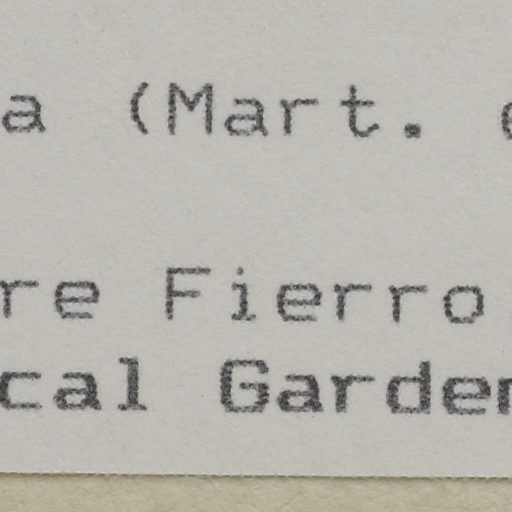 a (Mart.
re Fierro
cal Garden